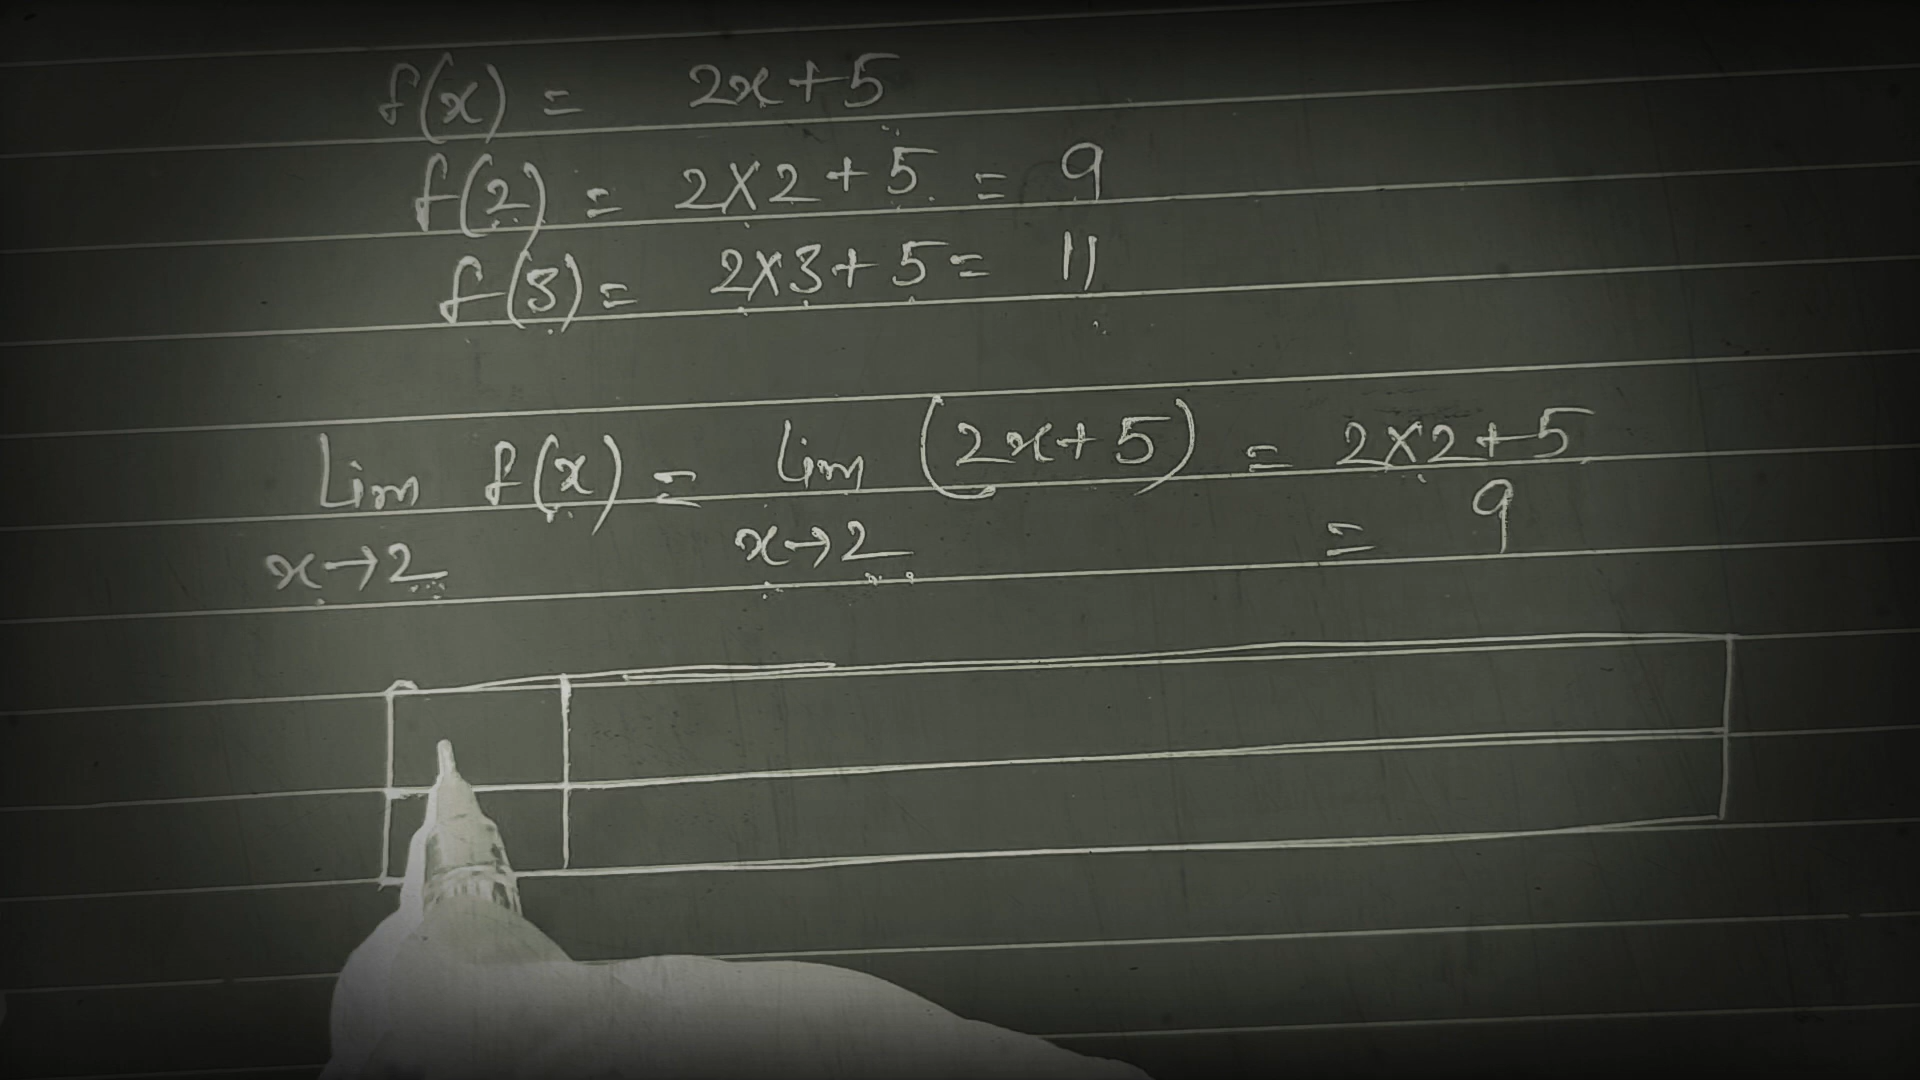 f(x) = 2x+5
f(2) = 2X2+5 = 9
f(3) = 2X3+5 = 11
Lim f(x) = lim (2x+5) = 2X2+5
x→2 x→2 = 9